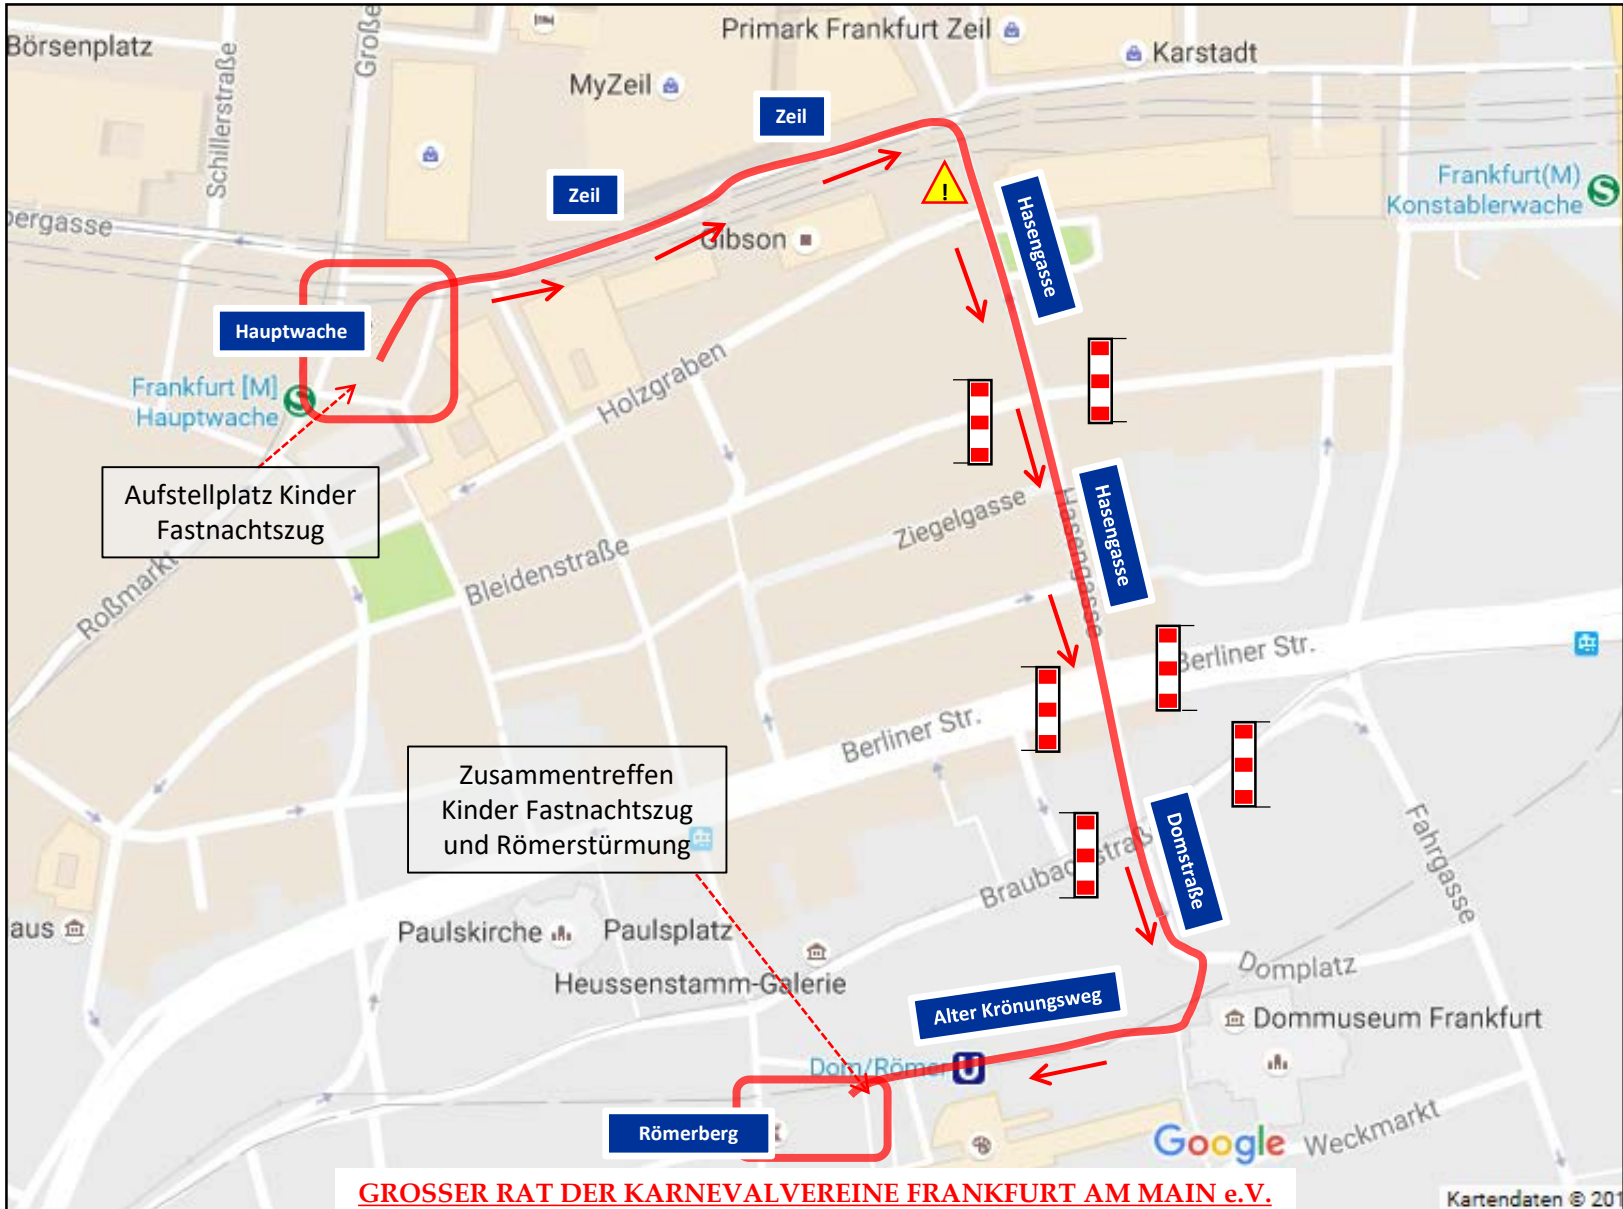 Börsenplatz
Schillerstraße
Große
Primark Frankfurt Zeil
Karstadt
MyZeil
Zeil
Zeil
Frankfurt(M)
Konstablerwache
Hasengasse
Gibson
Hauptwache
Frankfurt [M]
Hauptwache
Holzgraben
Aufstellplatz Kinder
Fastnachtszug
Roßmarkt
Bleidenstraße
Ziegelgasse
Hasengasse
Hasengasse
Berliner Str.
Berliner Str.
Zusammentreffen
Kinder Fastnachtszug
und Römerstürmung
Domstraße
Fahrgasse
aus
Paulskirche
Paulsplatz
Heussenstamm-Galerie
Domplatz
Alter Krönungsweg
Dommuseum Frankfurt
Dom/Römer
U
Römerberg
Google
Weckmarkt
GROSSER RAT DER KARNEVALVEREINE FRANKFURT AM MAIN e.V.
Kartendaten © 201